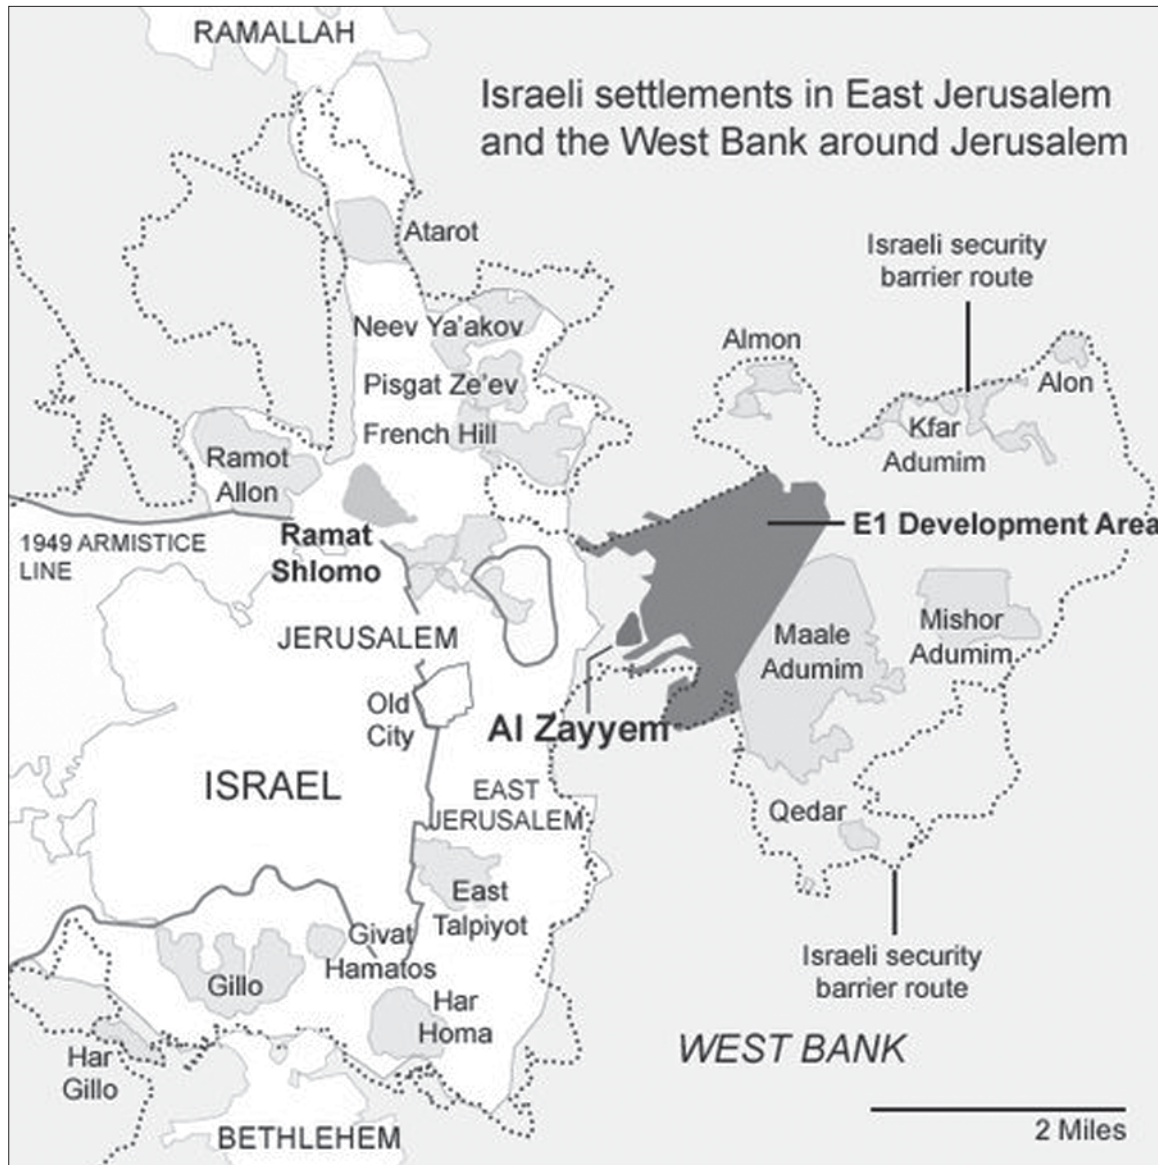 RAMALLAH
Israeli settlements in East Jerusalem
and the West Bank around Jerusalem
Atarot
Israeli security
barrier route
Neev Ya'akov
Almon
Pisgat Ze'ev
Alon
French Hill
Kfar
Adumim
Ramot
Allon
E1 Development Area
1949 ARMISTICE
LINE
Ramat
Shlomo
JERUSALEM
Maale
Adumim
Mishor
Adumim
Old
City
Al Zayyem
ISRAEL
EAST
JERUSALEM
Qedar
East
Talpiyot
Givat
Hamatos
Israeli security
barrier route
Gillo
Har
Homa
WEST BANK
Har
Gillo
BETHLEHEM
2 Miles